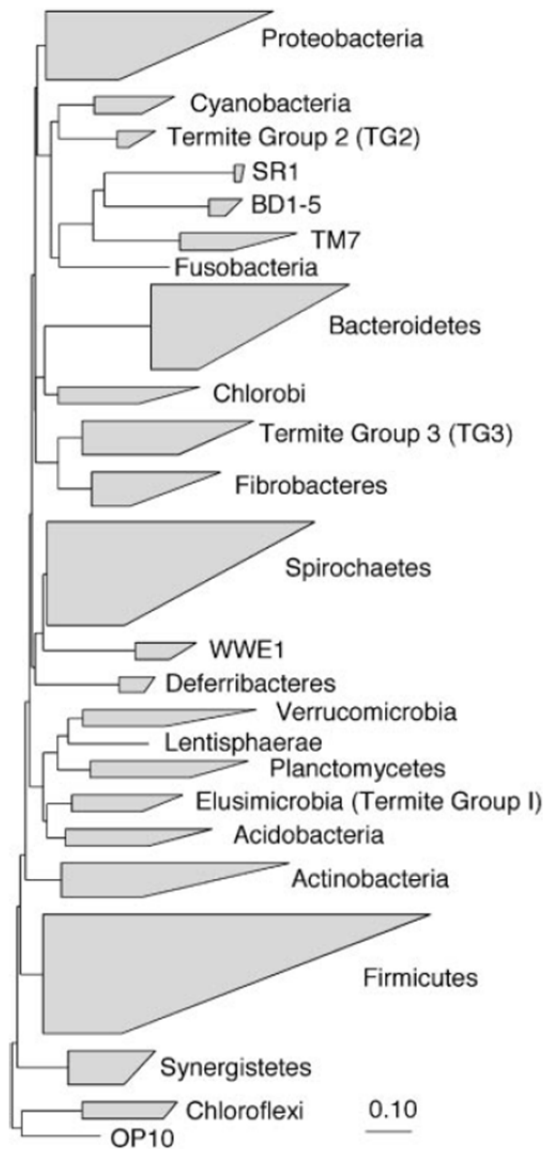 Proteobacteria
Cyanobacteria
Termite Group 2 (TG2)
SR1
BD1-5
TM7
Fusobacteria
Bacteroidetes
Chlorobi
Termite Group 3 (TG3)
Fibrobacteres
Spirochaetes
WWE1
Deferribacteres
Verrucomicrobia
Lentisphaerae
Planctomycetes
Elusimicrobia (Termite Group I)
Acidobacteria
Actinobacteria
Firmicutes
Synergistetes
Chloroflexi
0.10
OP10